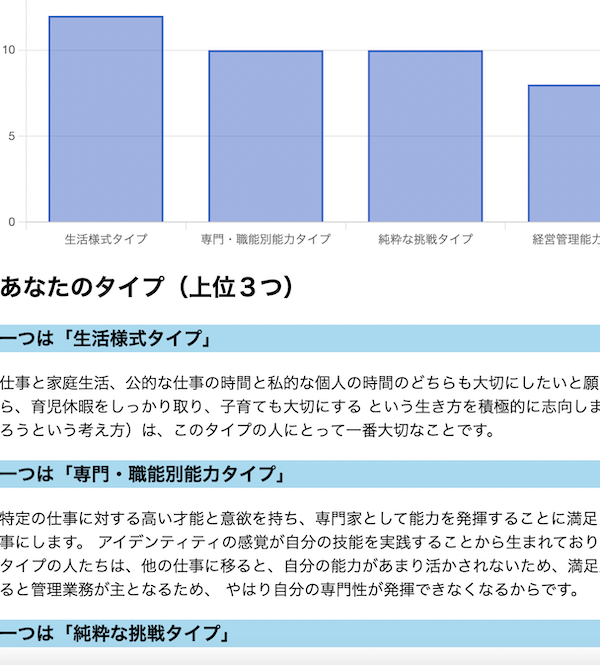 10
5
0
生活様式タイプ
専門・職能別能力タイプ
純粋な挑戦タイプ
経営管理能力
あなたのタイプ（上位３つ）
一つは「生活様式タイプ」
仕事と家庭生活、公的な仕事の時間と私的な個人の時間のどちらも大切にしたいと願
ら、育児休暇をしっかり取り、子育ても大切にする という生き方を積極的に志向しま
ろうという考え方）は、このタイプの人にとって一番大切なことです。
一つは「専門・職能別能力タイプ」
特定の仕事に対する高い才能と意欲を持ち、専門家として能力を発揮することに満足
事にします。 アイデンティティの感覚が自分の技能を実践することから生まれており
タイプの人たちは、他の仕事に移ると、自分の能力があまり活かされないため、満足
ると管理業務が主となるため、 やはり自分の専門性が発揮できなくなるからです。
一つは「純粋な挑戦タイプ」